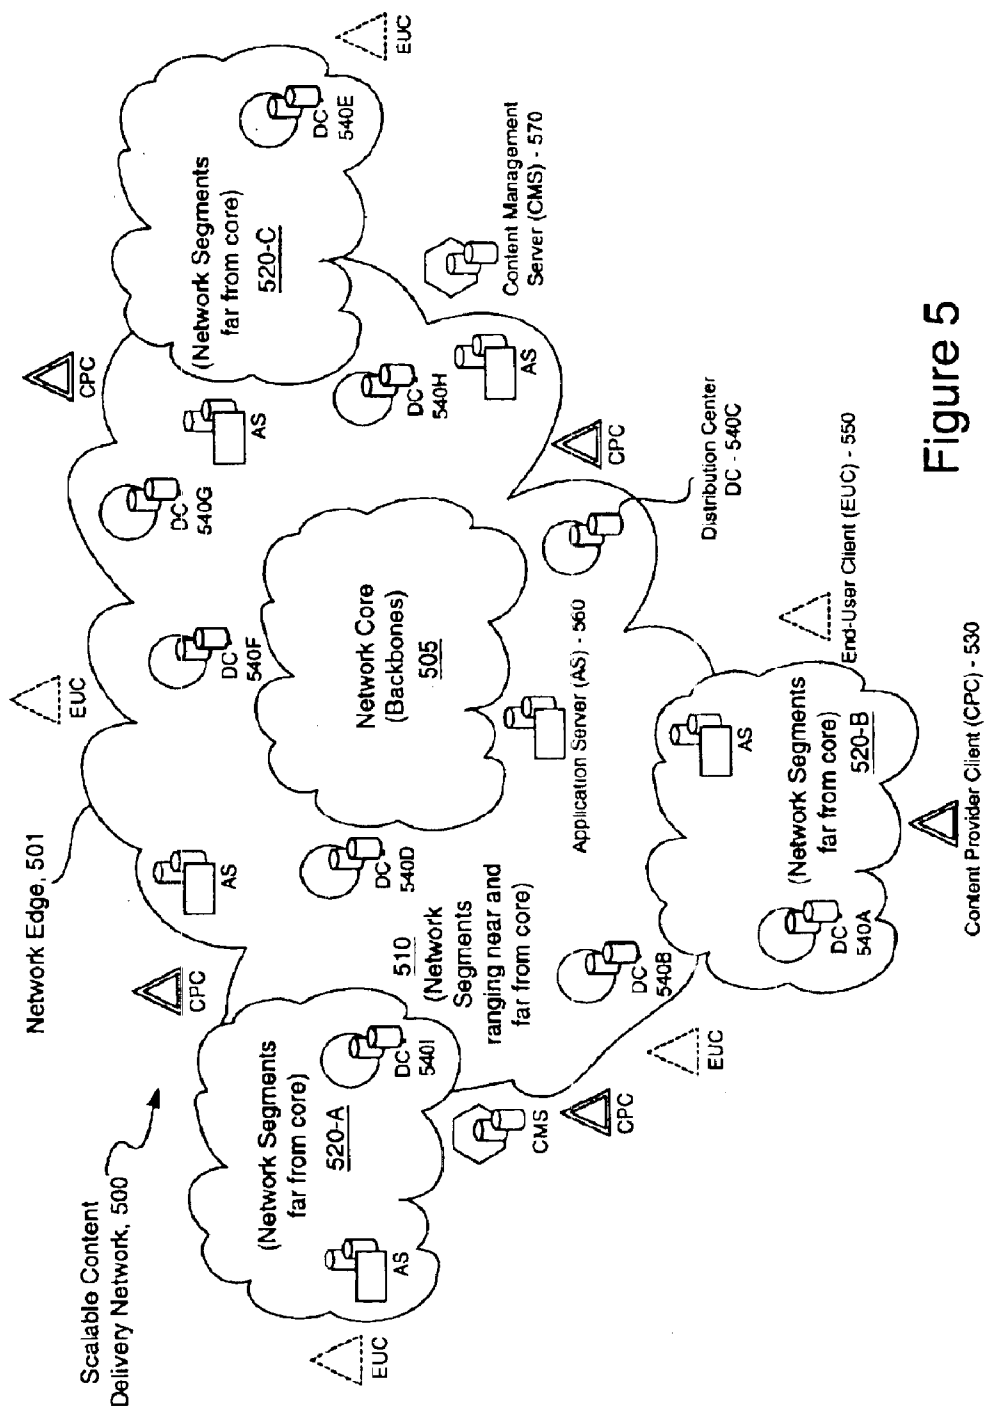 Scalable Content
Delivery Network, 500
Network Edge, 501
EUC
CPC
EUC
CPC
EUC
AS
DC
540F
DC
540G
AS
(Network Segments
far from core)
520-C
DC
540E
(Network Segments
far from core)
520-A
AS
DC
540I
DC
540D
Network Core
(Backbones)
505
DC
540H
AS
Content Management
Server (CMS) - 570
510
(Network
Segments
ranging near and
far from core)
CMS
CPC
EUC
DC
540B
Application Server (AS) - 560
CPC
Distribution Center
DC - 540C
AS
(Network Segments
far from core)
520-B
DC
540A
End-User Client (EUC) - 550
Content Provider Client (CPC) - 530
Figure 5